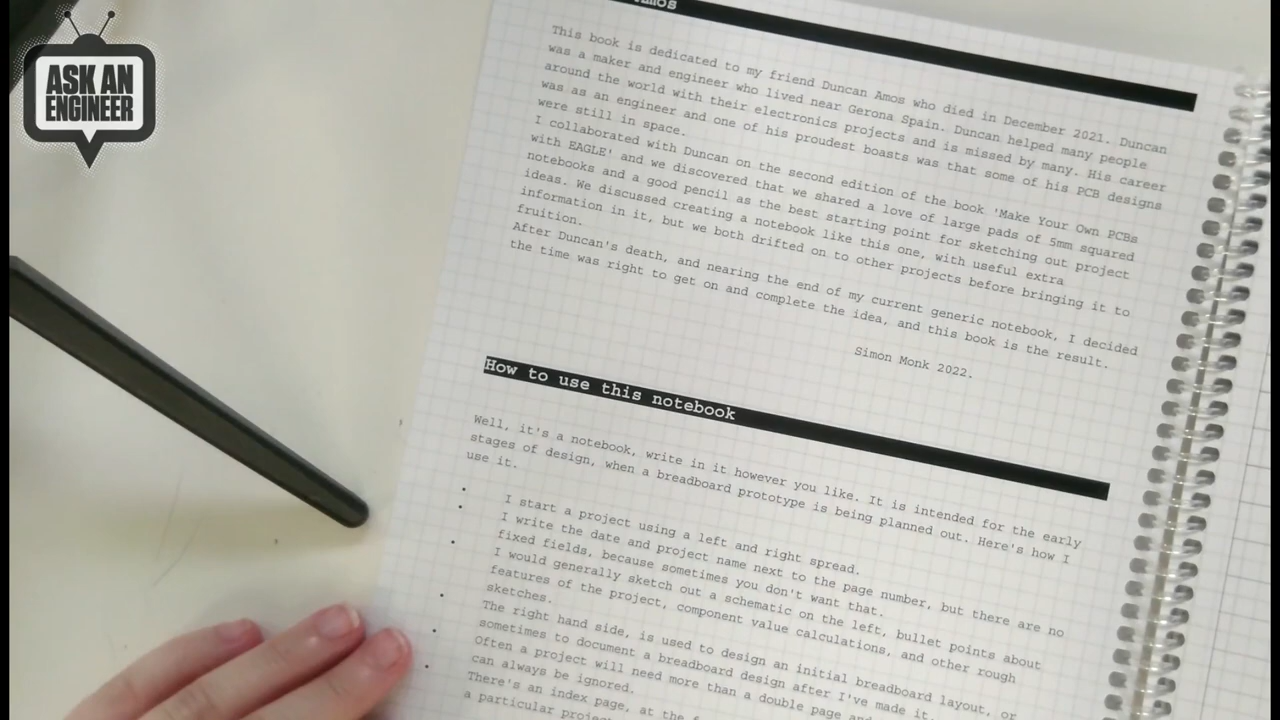 ASK AN
ENGINEER
Amos
This book is dedicated to my friend Duncan Amos who died in December 2021. Duncan
was a maker and engineer who lived near Gerona Spain. Duncan helped many people
around the world with their electronics projects and is missed by many. His career
was as an engineer and one of his proudest boasts was that some of his PCB designs
were still in space.
I collaborated with Duncan on the second edition of the book 'Make Your Own PCBs
with EAGLE' and we discovered that we shared a love of large pads of 5mm squared
notebooks and a good pencil as the best starting point for sketching out project
ideas. We discussed creating a notebook like this one, with useful extra
information in it, but we both drifted on to other projects before bringing it to
fruition.
After Duncan's death, and nearing the end of my current generic notebook, I decided
the time was right to get on and complete the idea, and this book is the result.
Simon Monk 2022.
How to use this notebook
Well, it's a notebook, write in it however you like. It is intended for the early
stages of design, when a breadboard prototype is being planned out. Here's how I
use it.
• I start a project using a left and right spread.
• I write the date and project name next to the page number, but there are no
fixed fields, because sometimes you don't want that.
• I would generally sketch out a schematic on the left, bullet points about
features of the project, component value calculations, and other rough
sketches.
• The right hand side, is used to design an initial breadboard layout, or
sometimes to document a breadboard design after I've made it.
• Often a project will need more than a double page and
can always be ignored.
• There's an index page, at the
a particular